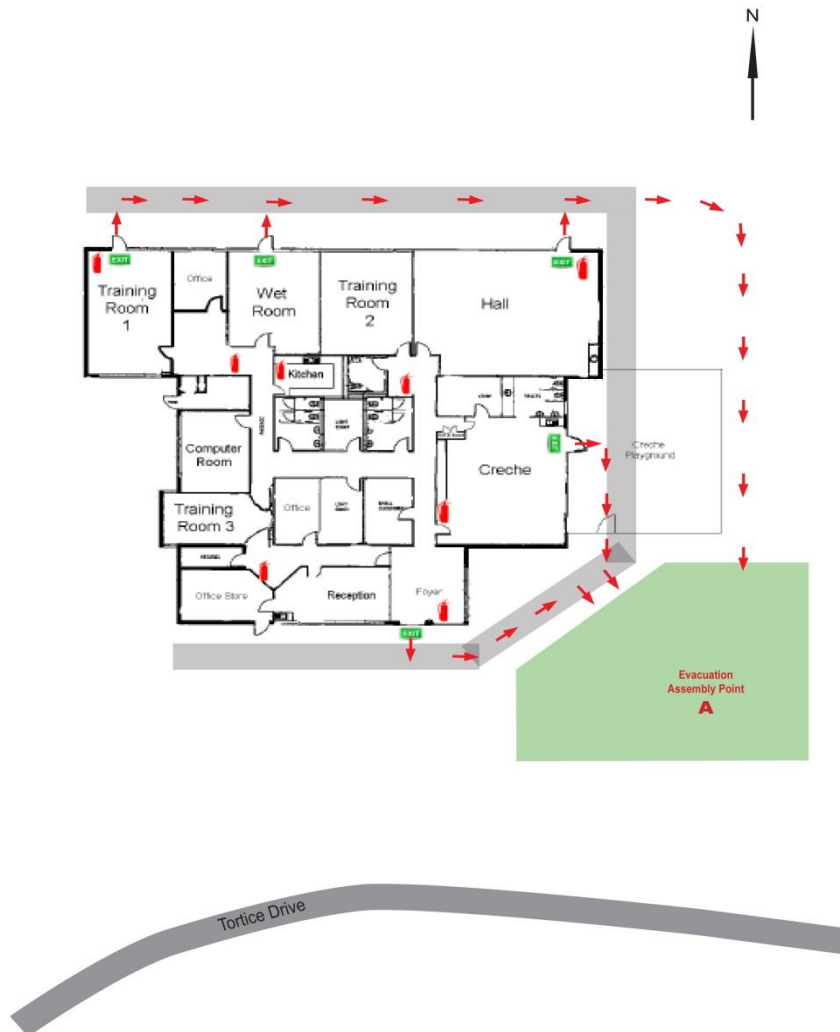 N
EXIT
EXIT
EXIT
Training
Room
1
Office
Wet
Room
Training
Room
2
Hall
Kitchen
Computer
Room
Creche
EXIT
Creche
Playground
Training
Room 3
Office
Office Store
Reception
Foyer
EXIT
Evacuation
Assembly Point
A
Tortice Drive